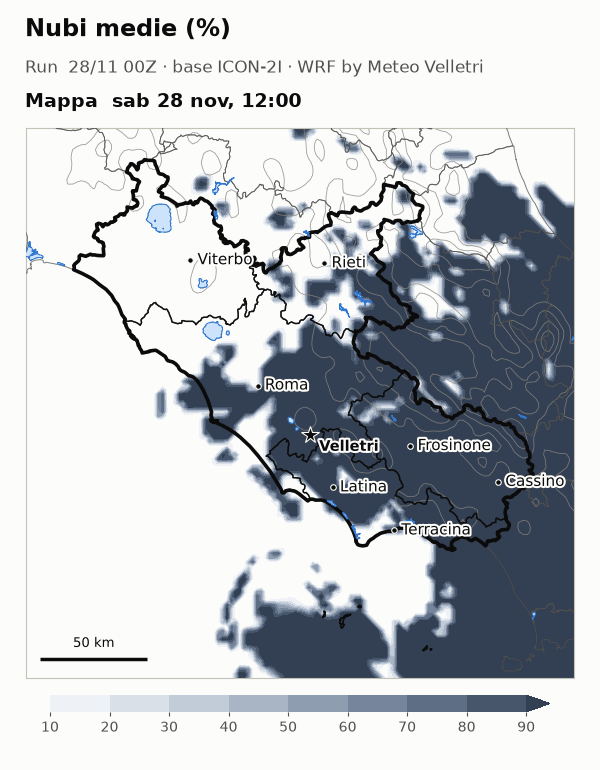 Nubi medie (%)
Run  28/11 00Z · base ICON-2I · WRF by Meteo Velletri
Mappa  sab 28 nov, 12:00
Viterbo
Rieti
Roma
Velletri
Frosinone
Cassino
Latina
Terracina
50 km
10 20 30 40 50 60 70 80 90